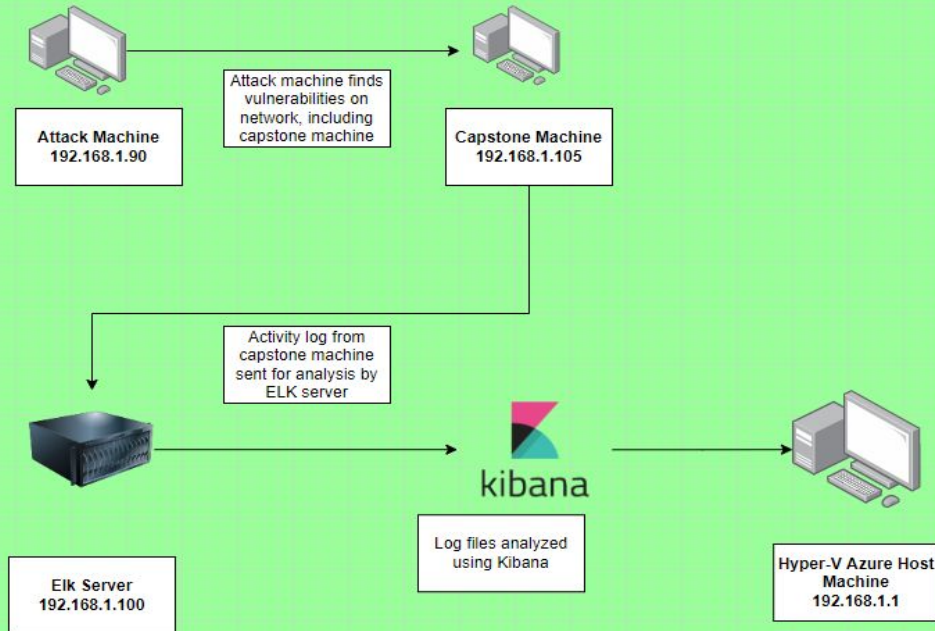 Attack machine finds
vulnerabilities on
network, including
capstone machine
Attack Machine
192.168.1.90
Capstone Machine
192.168.1.105
Activity log from
capstone machine
sent for analysis by
ELK server
kibana
Log files analyzed
using Kibana
Elk Server
192.168.1.100
Hyper-V Azure Host
Machine
192.168.1.1